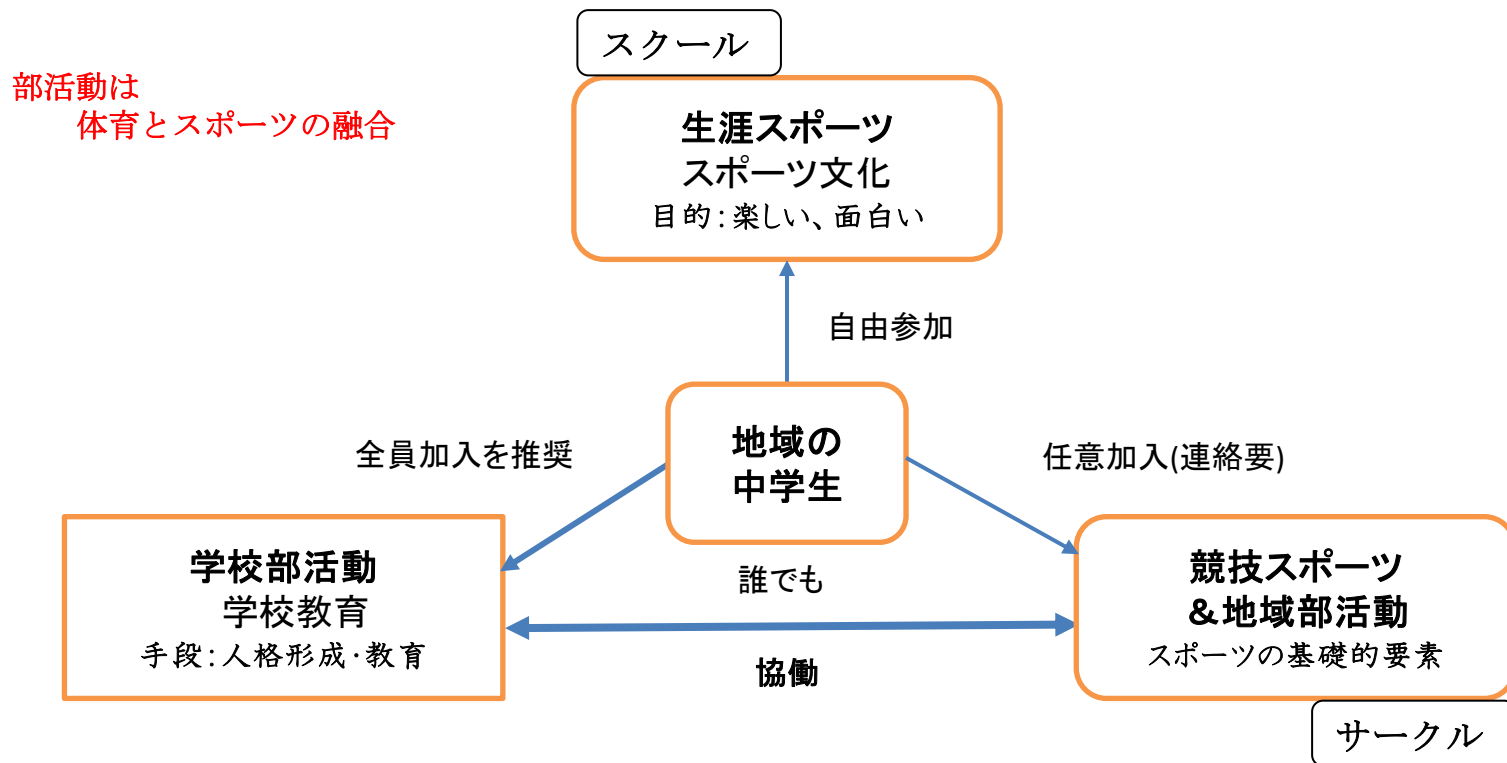 スクール
部活動は
体育とスポーツの融合
生涯スポーツ
スポーツ文化
目的:楽しい、面白い
自由参加
地域の
中学生
全員加入を推奨
任意加入(連絡要)
学校部活動
学校教育
手段:人格形成・教育
誰でも
協働
競技スポーツ
&地域部活動
スポーツの基礎的要素
サークル